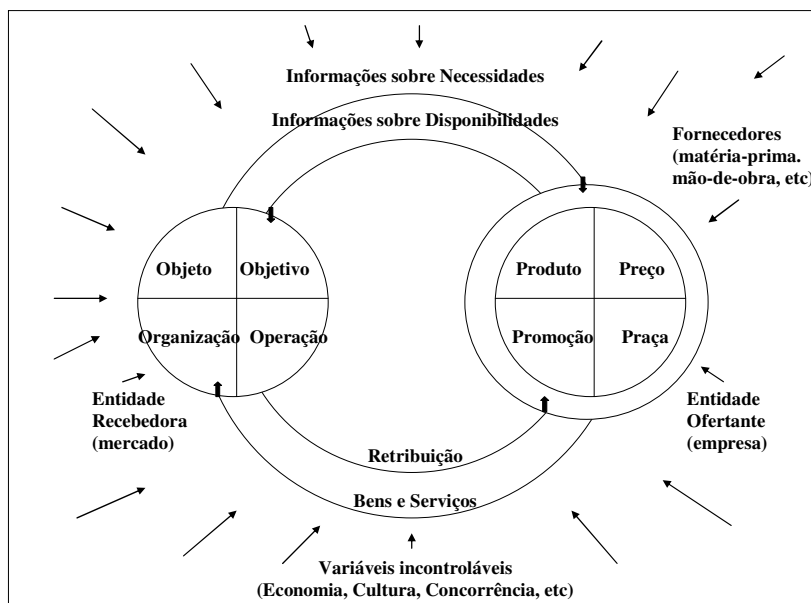 Informações sobre Necessidades
Informações sobre Disponibilidades
Fornecedores
(matéria-prima.
mão-de-obra, etc)
Objeto
Objetivo
Organização
Operação
Produto
Preço
Promoção
Praça
Entidade
Recebedora
(mercado)
Entidade
Ofertante
(empresa)
Retribuição
Bens e Serviços
Variáveis incontroláveis
(Economia, Cultura, Concorrência, etc)